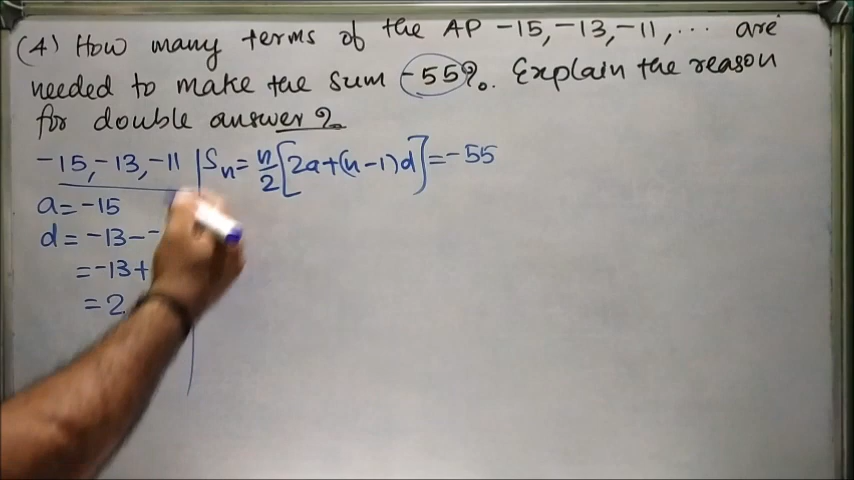 (4) How many terms of the AP -15, -13, -11, ... are
needed to make the sum -55?. Explain the reason
for double answer ?
-15, -13, -11
a = -15
d = -13 - -
= -13 +
= 2
Sn = n/2 [2a + (n-1)d] = -55